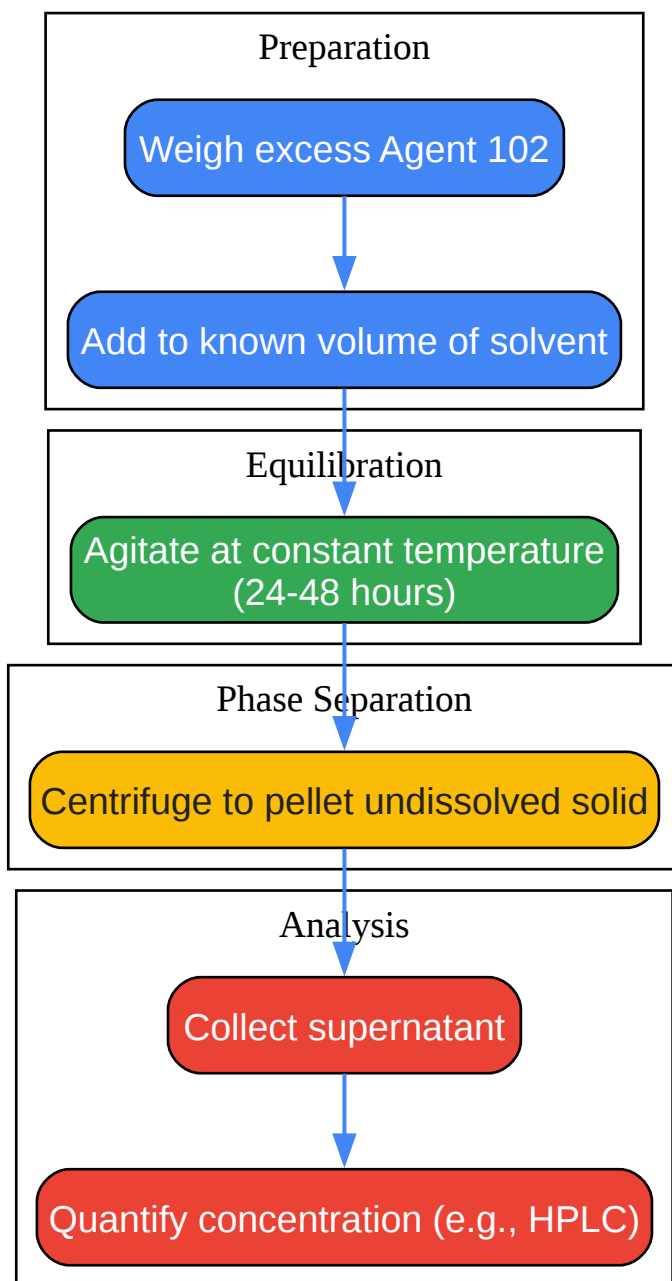 Preparation
Weigh excess Agent 102
Add to known volume of solvent
Equilibration
Agitate at constant temperature
(24-48 hours)
Phase Separation
Centrifuge to pellet undissolved solid
Analysis
Collect supernatant
Quantify concentration (e.g., HPLC)